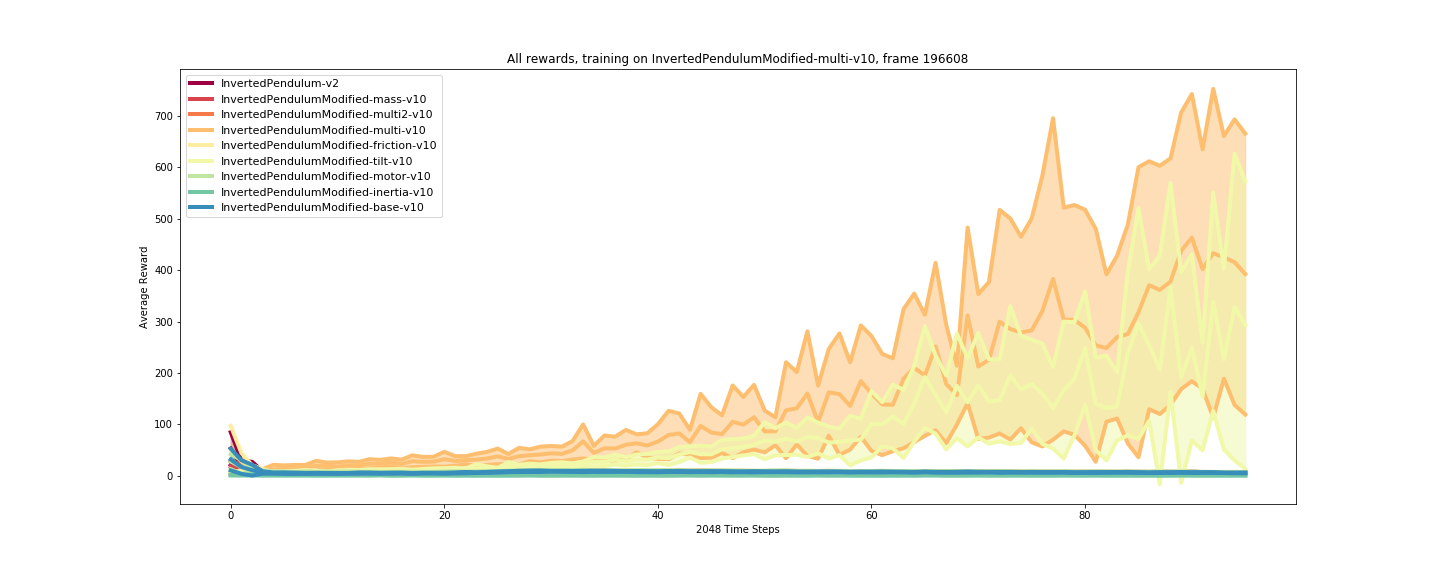 All rewards, training on InvertedPendulumModified-multi-v10, frame 196608
InvertedPendulum-v2
InvertedPendulumModified-mass-v10
InvertedPendulumModified-multi2-v10
InvertedPendulumModified-multi-v10
InvertedPendulumModified-friction-v10
InvertedPendulumModified-tilt-v10
InvertedPendulumModified-motor-v10
InvertedPendulumModified-inertia-v10
InvertedPendulumModified-base-v10
Average Reward
700
600
500
400
300
200
100
0
0 20 40 60 80
2048 Time Steps